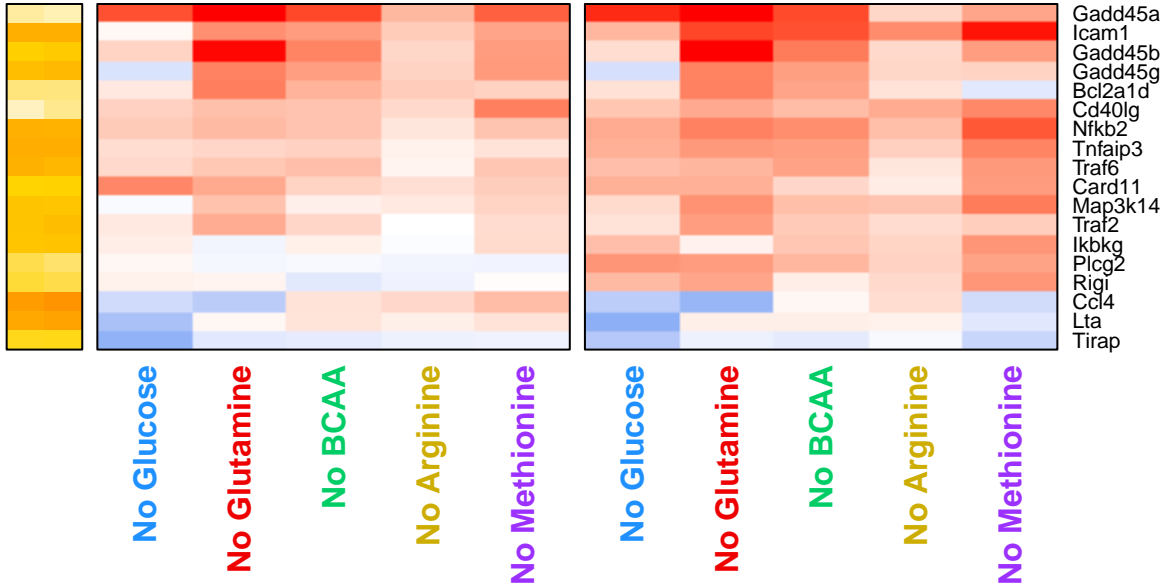 Gadd45a
Icam1
Gadd45b
Gadd45g
Bcl2a1d
Cd40lg
Nfkb2
Tnfaip3
Traf6
Card11
Map3k14
Traf2
Ikbkg
Plcg2
Rigi
Ccl4
Lta
Tirap
No Glucose
No Glutamine
No BCAA
No Arginine
No Methionine
No Glucose
No Glutamine
No BCAA
No Arginine
No Methionine